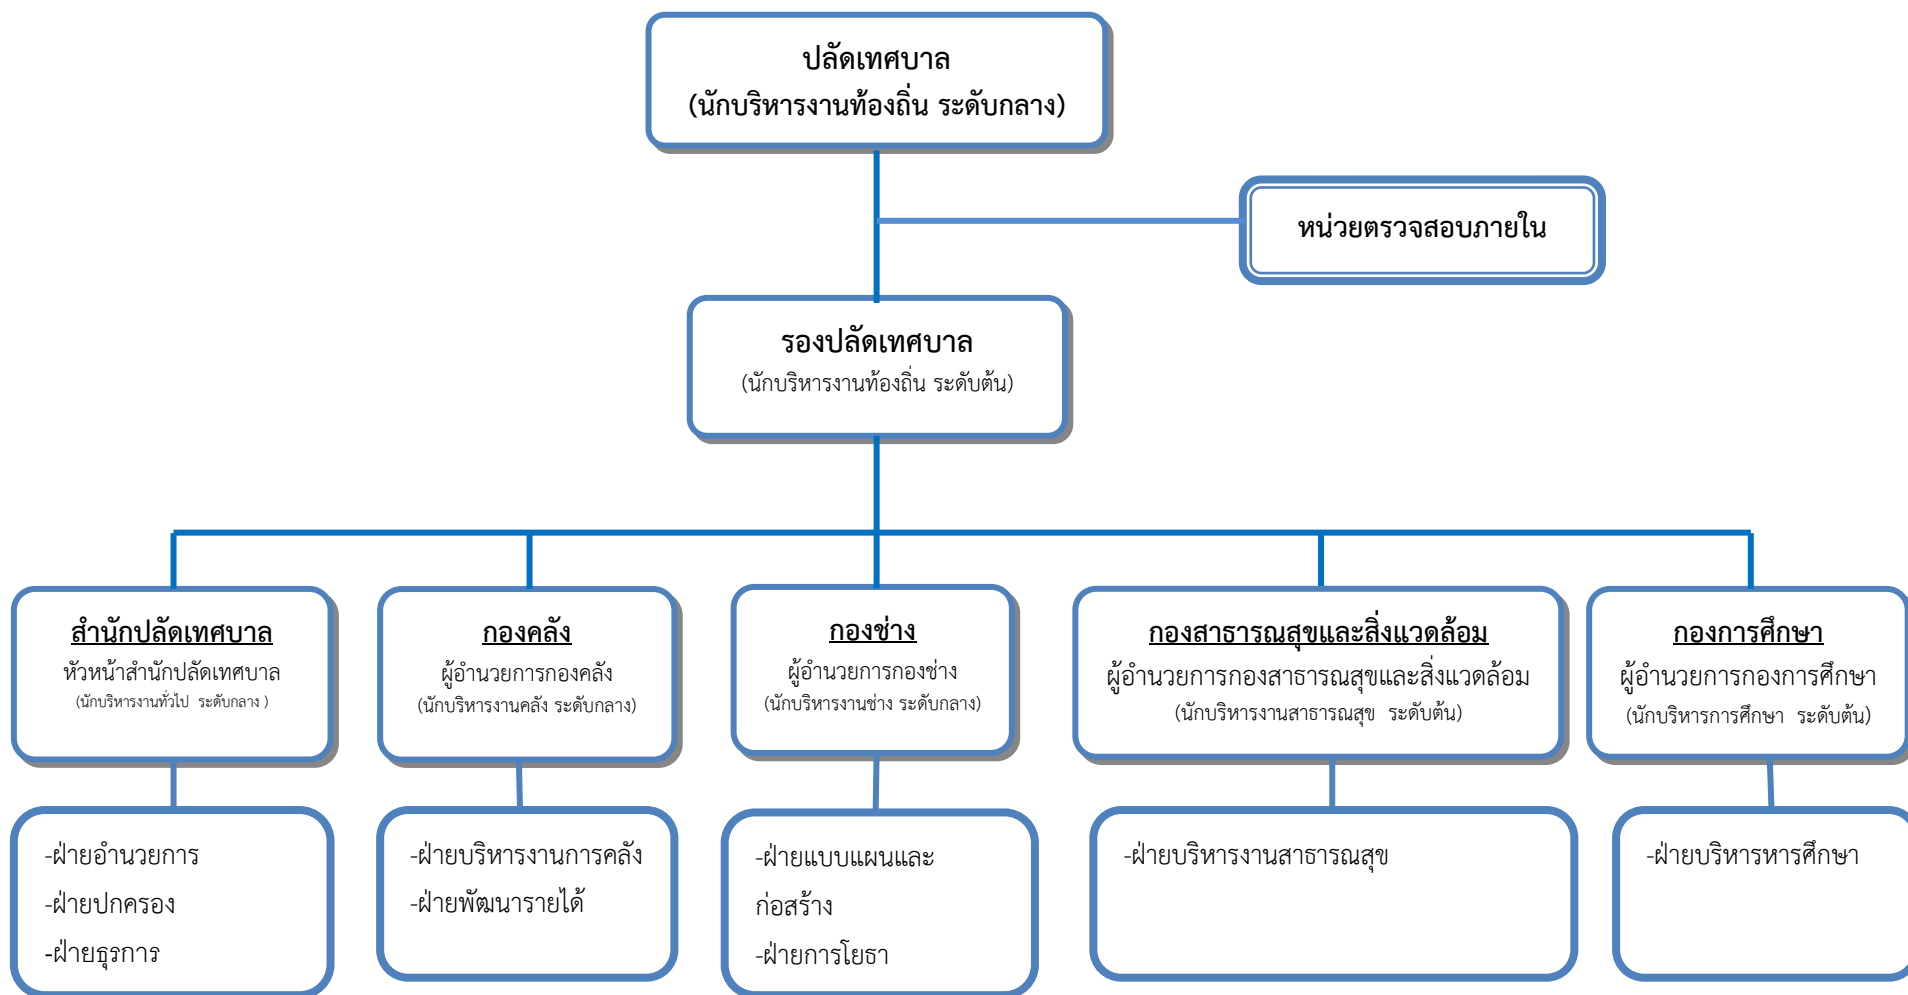 ปลัดเทศบาล
(นักบริหารงานท้องถิ่น ระดับกลาง)
หน่วยตรวจสอบภายใน
รองปลัดเทศบาล
(นักบริหารงานท้องถิ่น ระดับต้น)
สำนักปลัดเทศบาล
หัวหน้าสำนักปลัดเทศบาล
(นักบริหารงานทั่วไป ระดับกลาง )
กองคลัง
ผู้อำนวยการกองคลัง
(นักบริหารงานคลัง ระดับกลาง)
กองช่าง
ผู้อำนวยการกองช่าง
(นักบริหารงานช่าง ระดับกลาง)
กองสาธารณสุขและสิ่งแวดล้อม
ผู้อำนวยการกองสาธารณสุขและสิ่งแวดล้อม
(นักบริหารงานสาธารณสุข ระดับต้น)
กองการศึกษา
ผู้อำนวยการกองการศึกษา
(นักบริหารการศึกษา ระดับต้น)
-ฝ่ายอำนวยการ
-ฝ่ายปกครอง
-ฝ่ายธุรการ
-ฝ่ายบริหารงานการคลัง
-ฝ่ายพัฒนารายได้
-ฝ่ายแบบแผนและ
ก่อสร้าง
-ฝ่ายการโยธา
-ฝ่ายบริหารงานสาธารณสุข
-ฝ่ายบริหารหารศึกษา